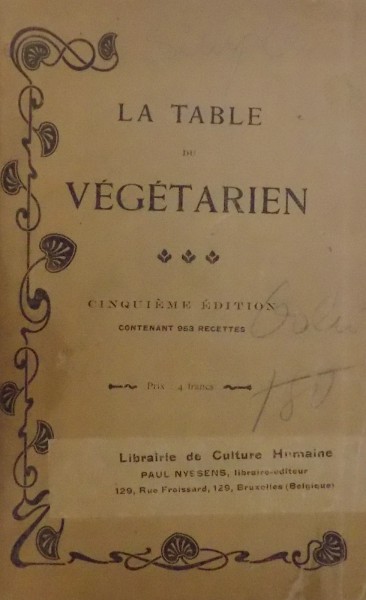 LA TABLE
DU
VÉGÉTARIEN
CINQUIÈME ÉDITION
CONTENANT 953 RECETTES
Prix 4 francs
Librairie de Culture Humaine
PAUL NYESENS, libraire-éditeur
129, Rue Froissard, 129, Bruxelles (Belgique)